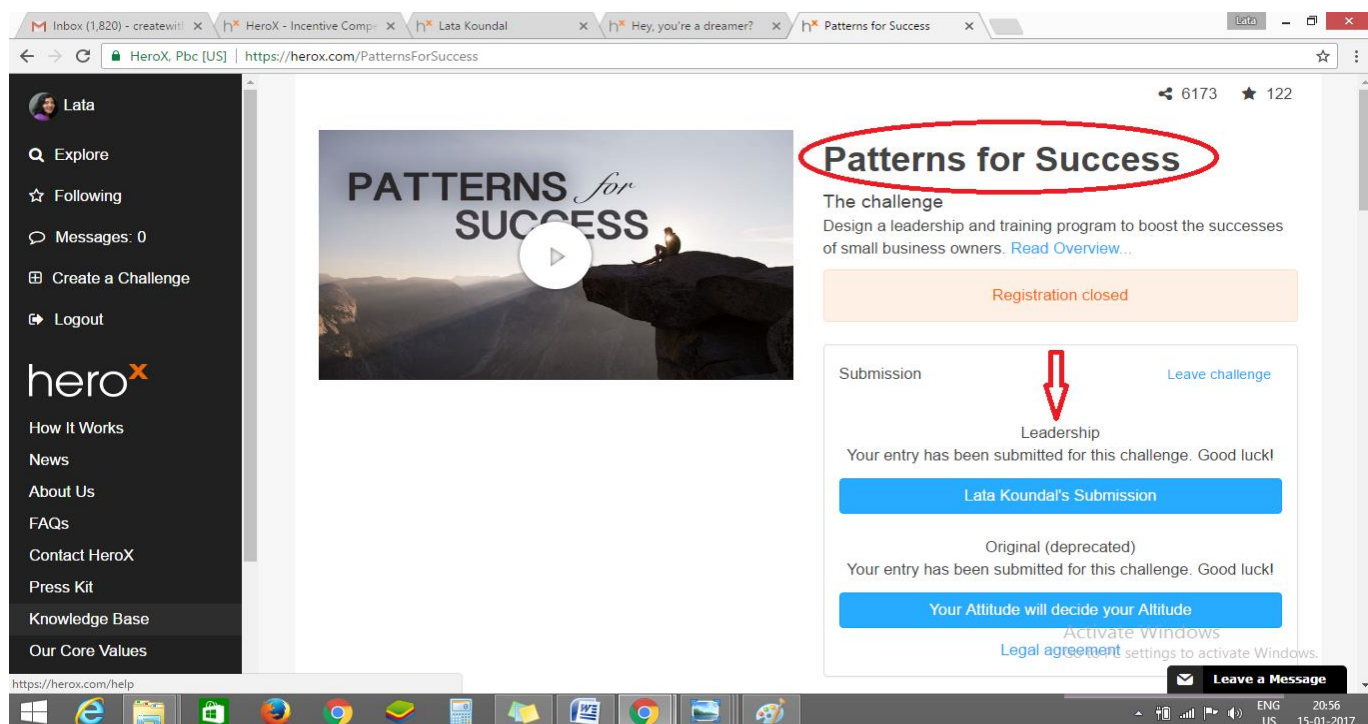 Inbox (1,820) - createwit
HeroX - Incentive Compe
Lata Koundal
Hey, you're a dreamer?
Patterns for Success
Lata
HeroX, Pbc [US]
https://herox.com/PatternsForSuccess
Lata
Explore
Following
Messages: 0
Create a Challenge
Logout
herox
How It Works
News
About Us
FAQs
Contact HeroX
Press Kit
Knowledge Base
Our Core Values
https://herox.com/help
PATTERNS for
SUCCESS
6173 122
Patterns for Success
The challenge
Design a leadership and training program to boost the successes
of small business owners. Read Overview...
Registration closed
Submission
Leave challenge
Leadership
Your entry has been submitted for this challenge. Good luck!
Lata Koundal's Submission
Original (deprecated)
Your entry has been submitted for this challenge. Good luck!
Your Attitude will decide your Altitude
Activate Windows
Legal agreement
settings to activate Windows.
Leave a Message
ENG
US
20:56
15-01-2017